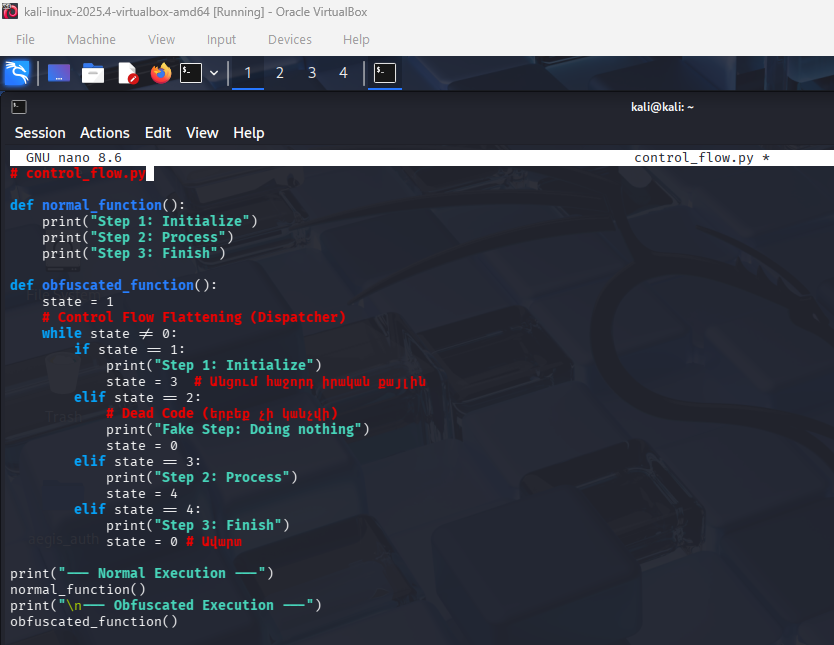 kali-linux-2025.4-virtualbox-amd64 [Running] - Oracle VirtualBox
File Machine View Input Devices Help
1 2 3 4
kali@kali: ~
Session Actions Edit View Help
GNU nano 8.6 control_flow.py *
# control_flow.py
def normal_function():
    print("Step 1: Initialize")
    print("Step 2: Process")
    print("Step 3: Finish")
def obfuscated_function():
    state = 1
    # Control Flow Flattening (Dispatcher)
    while state != 0:
        if state == 1:
            print("Step 1: Initialize")
            state = 3  # Անցում հաջորդ իրական քայլին
        elif state == 2:
            # Dead Code (երբեք չի կանչվի)
            print("Fake Step: Doing nothing")
            state = 0
        elif state == 3:
            print("Step 2: Process")
            state = 4
        elif state == 4:
            print("Step 3: Finish")
            state = 0 # Ավարտ
print("--- Normal Execution ---")
normal_function()
print("\n--- Obfuscated Execution ---")
obfuscated_function()
Trash